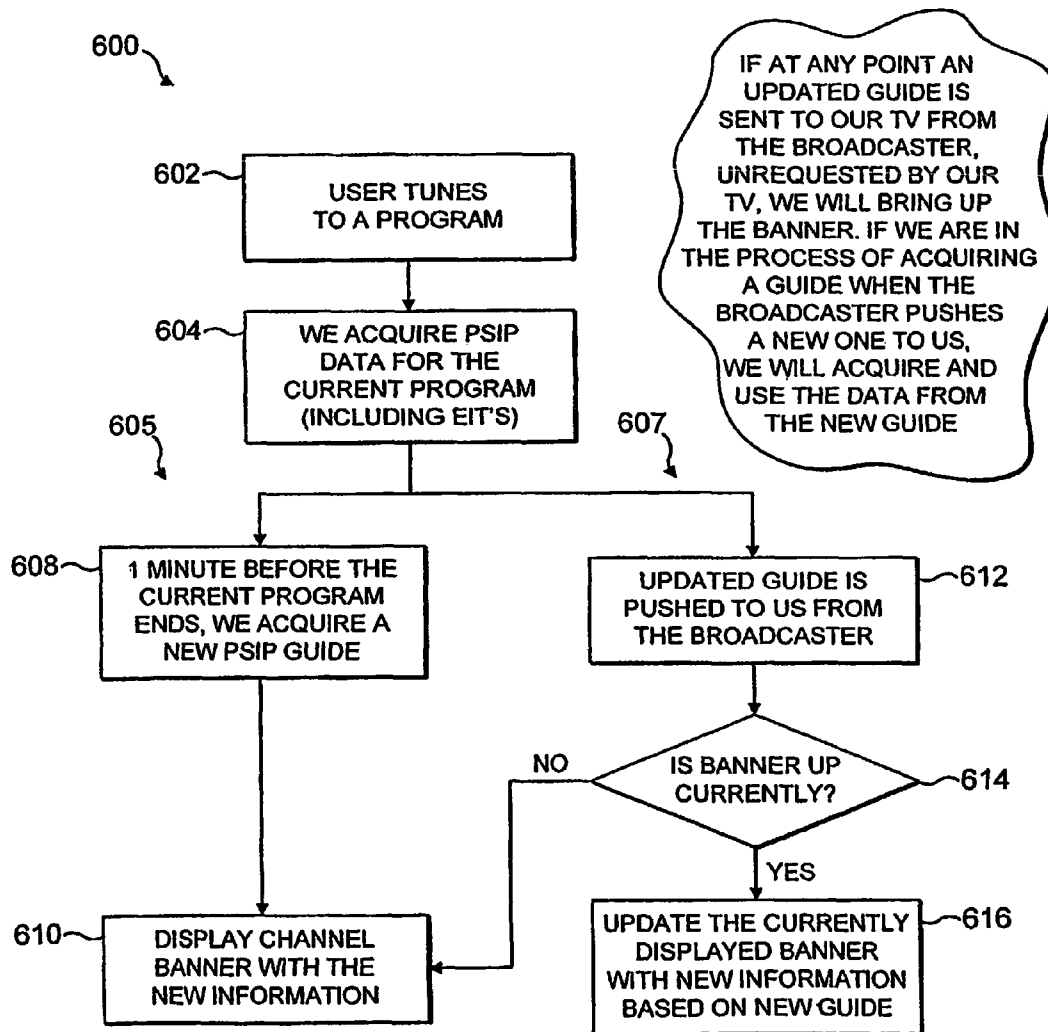 600
IF AT ANY POINT AN
UPDATED GUIDE IS
SENT TO OUR TV FROM
THE BROADCASTER,
UNREQUESTED BY OUR
TV, WE WILL BRING UP
THE BANNER. IF WE ARE IN
THE PROCESS OF ACQUIRING
A GUIDE WHEN THE
BROADCASTER PUSHES
A NEW ONE TO US,
WE WILL ACQUIRE AND
USE THE DATA FROM
THE NEW GUIDE
602
USER TUNES
TO A PROGRAM
604
WE ACQUIRE PSIP
DATA FOR THE
CURRENT PROGRAM
(INCLUDING EIT'S)
605
607
608
1 MINUTE BEFORE THE
CURRENT PROGRAM
ENDS, WE ACQUIRE A
NEW PSIP GUIDE
UPDATED GUIDE IS
PUSHED TO US FROM
THE BROADCASTER
612
NO
IS BANNER UP
CURRENTLY?
614
YES
610
DISPLAY CHANNEL
BANNER WITH THE
NEW INFORMATION
UPDATE THE CURRENTLY
DISPLAYED BANNER
WITH NEW INFORMATION
BASED ON NEW GUIDE
616